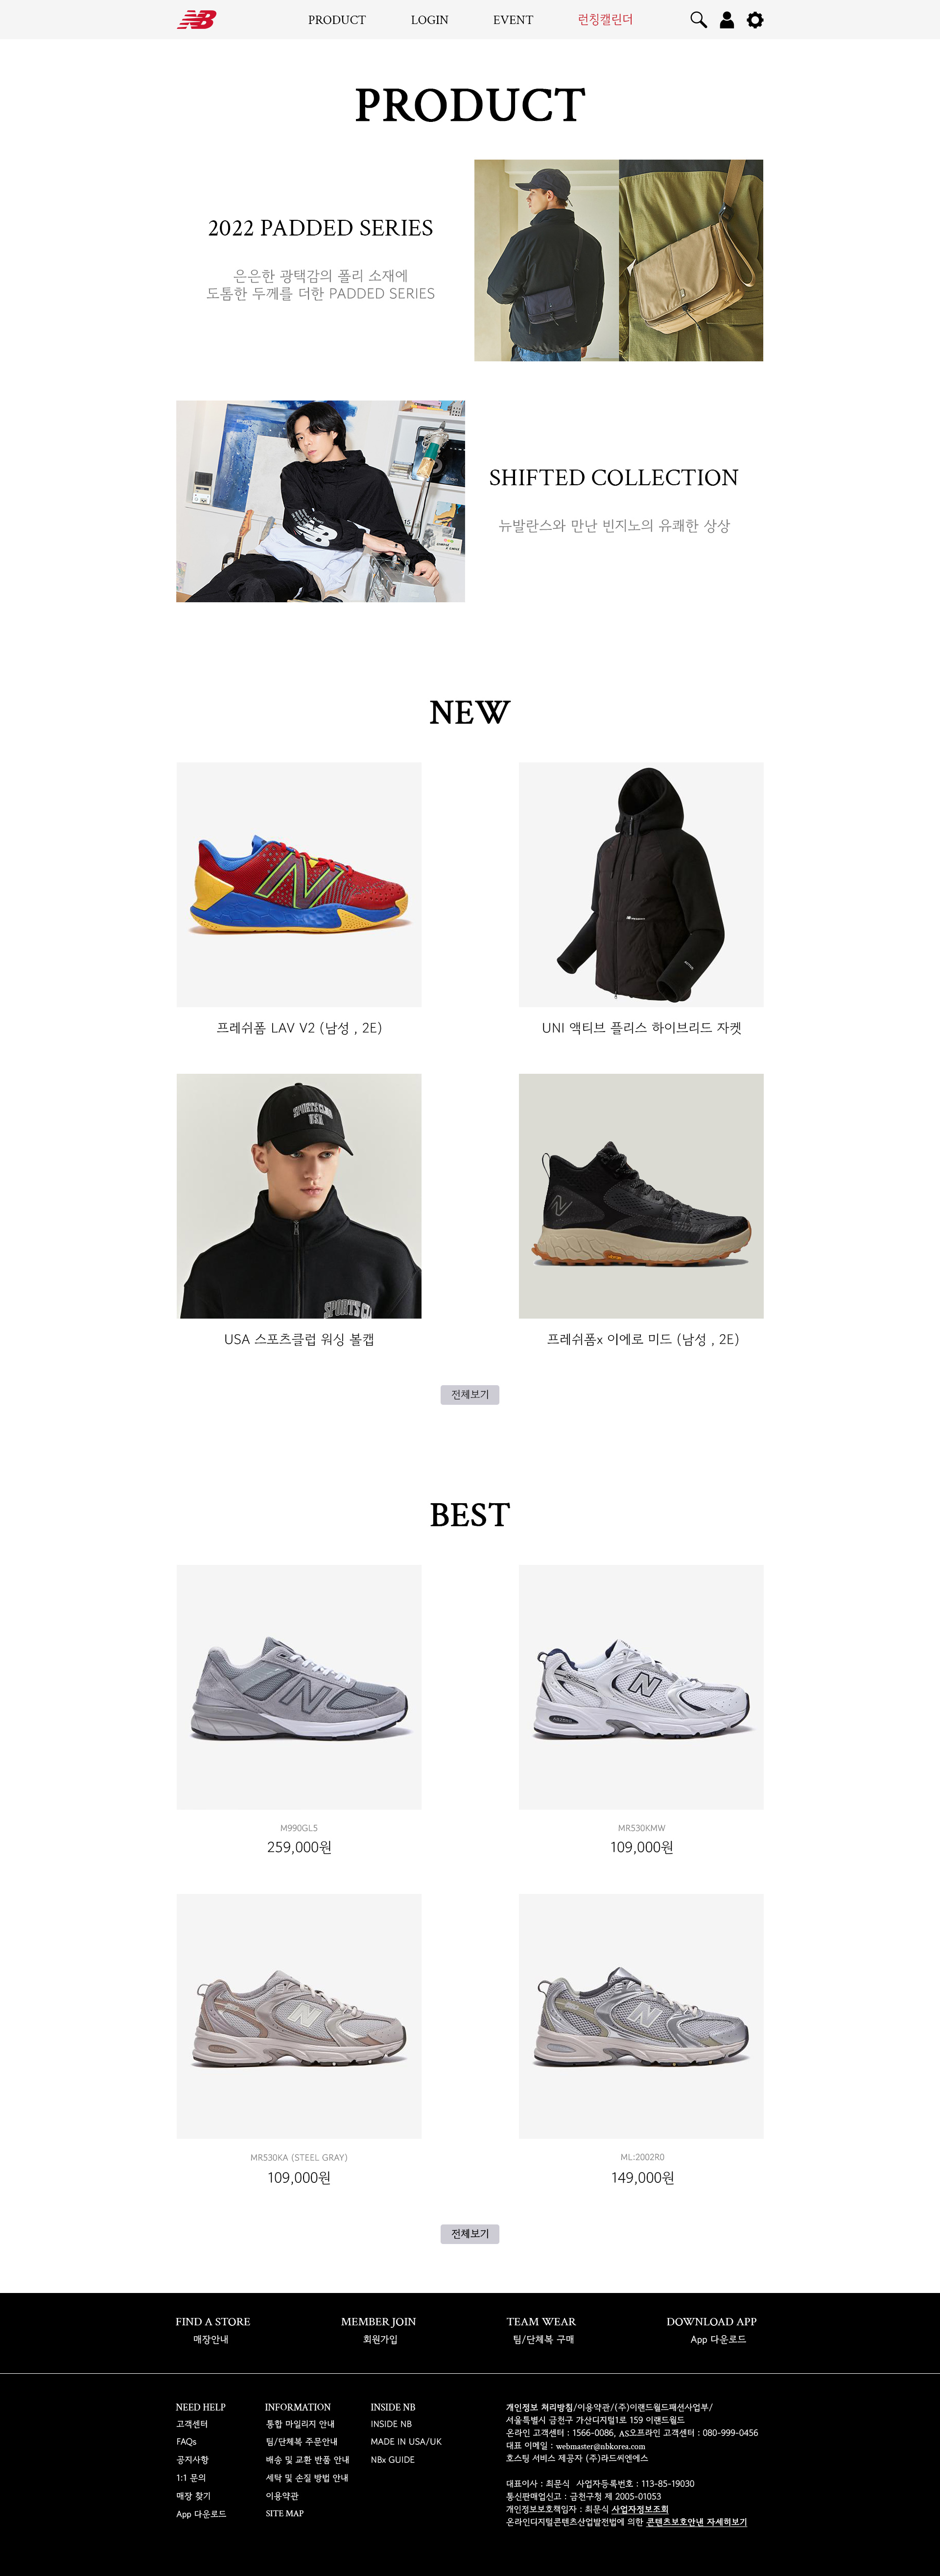 NB
PRODUCT
LOGIN
EVENT
런칭캘린더
PRODUCT
2022 PADDED SERIES
은은한 광택감의 폴리 소재에
도톰한 두께를 더한 PADDED SERIES
SHIFTED COLLECTION
뉴발란스와 만난 빈지노의 유쾌한 상상
NEW
프레쉬폼 LAV V2 (남성 , 2E)
UNI 액티브 플리스 하이브리드 자켓
SPORTS CLUB
USA
USA 스포츠클럽 워싱 볼캡
프레쉬폼x 이에로 미드 (남성 , 2E)
전체보기
BEST
M990GL5
259,000원
MR530KMW
109,000원
MR530KA (STEEL GRAY)
109,000원
ML:2002R0
149,000원
전체보기
FIND A STORE
매장안내
MEMBER JOIN
회원가입
TEAM WEAR
팀/단체복 구매
DOWNLOAD APP
App 다운로드
NEED HELP
고객센터
FAQs
공지사항
1:1 문의
매장 찾기
App 다운로드
INFORMATION
통합 마일리지 안내
팀/단체복 주문안내
배송 및 교환 반품 안내
세탁 및 손질 방법 안내
이용약관
SITE MAP
INSIDE NB
INSIDE NB
MADE IN USA/UK
NBx GUIDE
개인정보 처리방침/이용약관/(주)이랜드월드패션사업부/
서울특별시 금천구 가산디지털1로 159 이랜드월드
온라인 고객센터 : 1566-0086, AS오프라인 고객센터 : 080-999-0456
대표 이메일 : webmaster@nbkorea.com
호스팅 서비스 제공자 (주)라드씨엔에스
대표이사 : 최문식 사업자등록번호 : 113-85-19030
통신판매업신고 : 금천구청 제 2005-01053
개인정보보호책임자 : 최문식 사업자정보조회
온라인디지털콘텐츠산업발전법에 의한 콘텐츠보호안낸 자세히보기